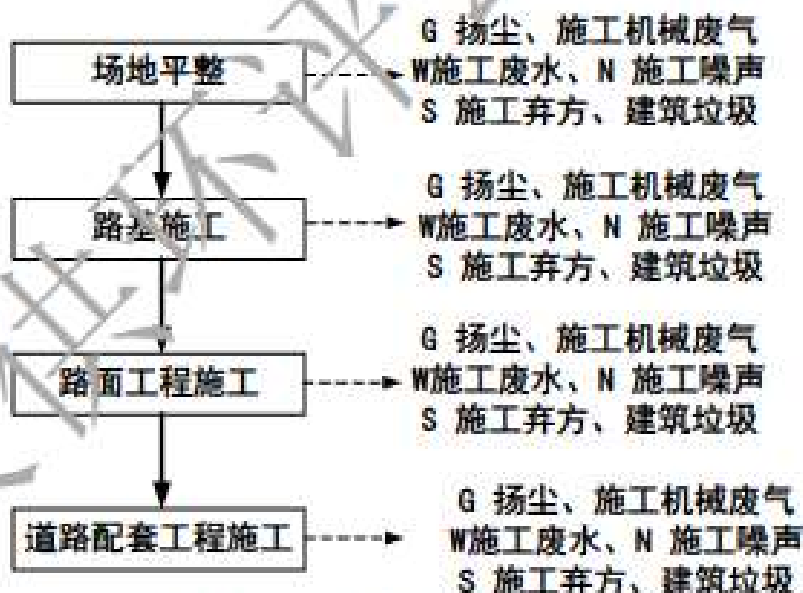 G 扬尘、施工机械废气
场地平整
W施工废水、N 施工噪声
S 施工弃方、建筑垃圾
G 扬尘、施工机械废气
路基施工
W施工废水、N 施工噪声
S 施工弃方、建筑垃圾
G 扬尘、施工机械废气
路面工程施工
W施工废水、N 施工噪声
S 施工弃方、建筑垃圾
G 扬尘、施工机械废气
道路配套工程施工
W施工废水、N 施工噪声
S 施工弃方、建筑垃圾